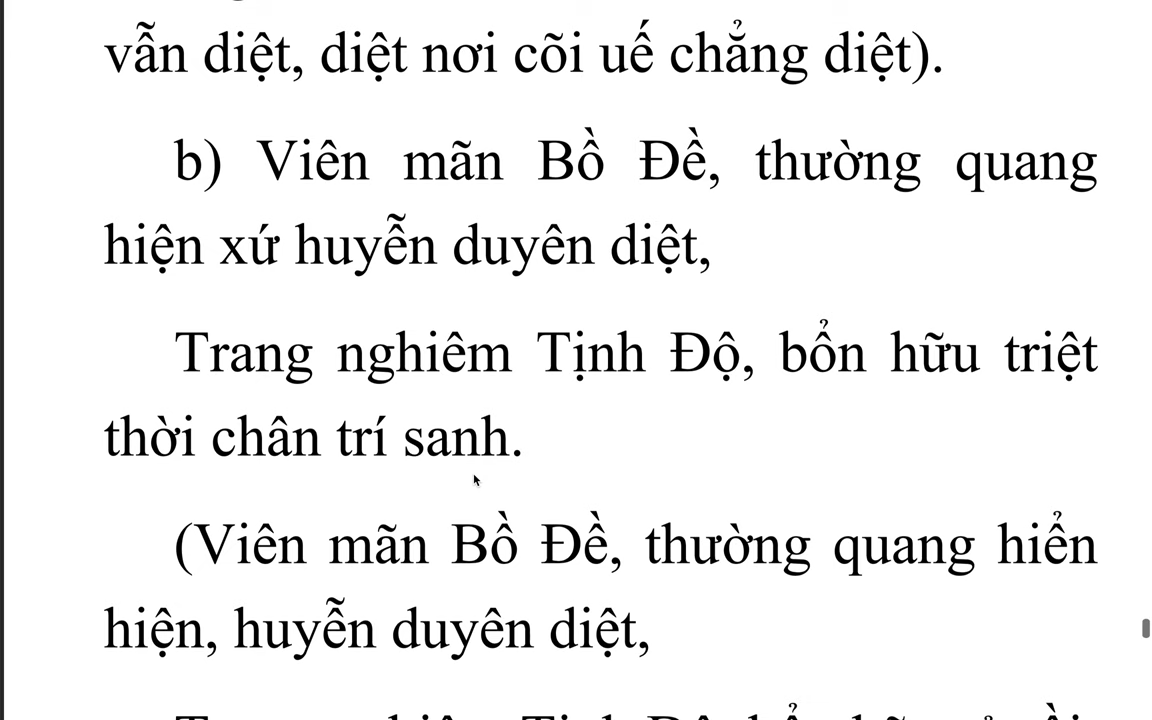 vẫn diệt, diệt nơi cõi uế chẳng diệt).
b) Viên mãn Bồ Đề, thường quang
hiện xứ huyễn duyên diệt,
Trang nghiêm Tịnh Độ, bổn hữu triệt
thời chân trí sanh.
(Viên mãn Bồ Đề, thường quang hiển
hiện, huyễn duyên diệt,